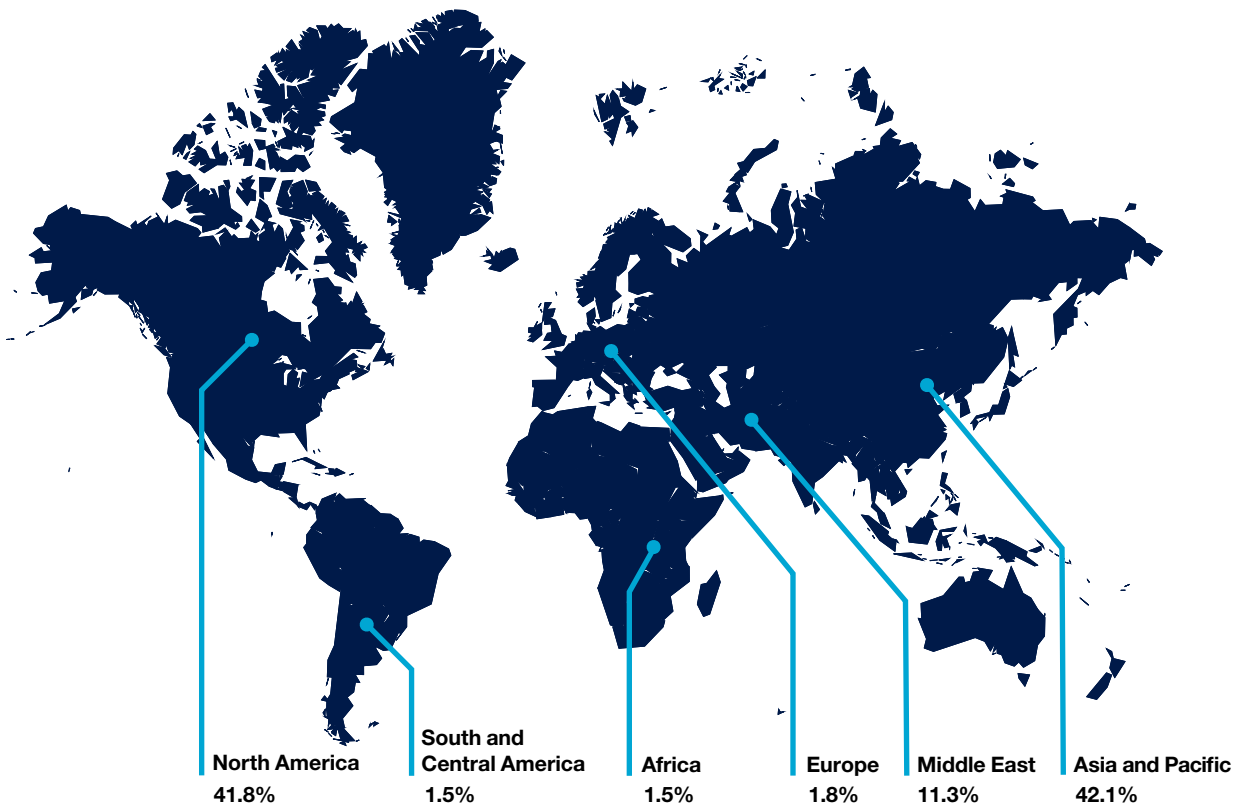 North America
41.8%
South and
Central America
1.5%
Africa
1.5%
Europe
1.8%
Middle East
11.3%
Asia and Pacific
42.1%